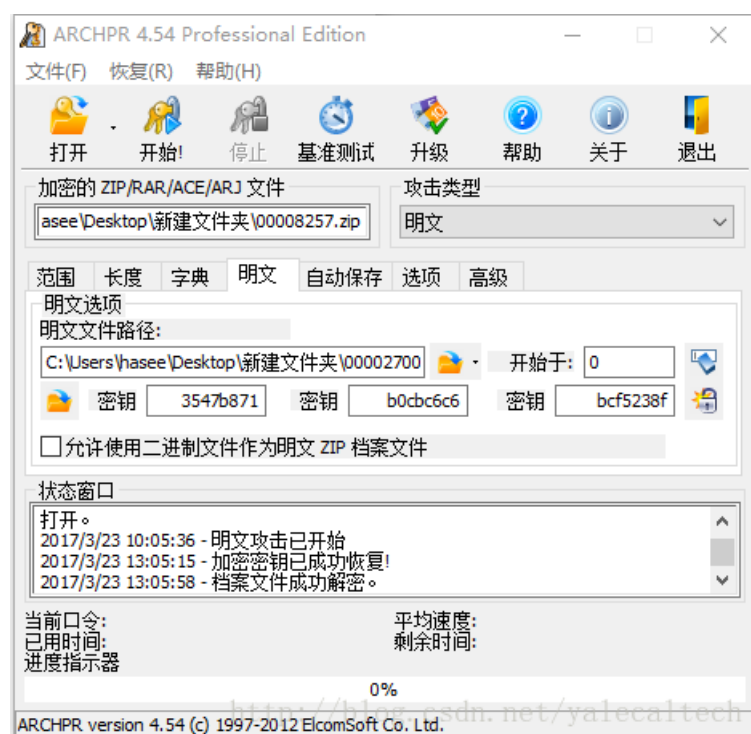 ARCHPR 4.54 Professional Edition
文件(F) 恢复(R) 帮助(H)
打开 开始! 停止 基准测试 升级 帮助 关于 退出
加密的 ZIP/RAR/ACE/ARJ 文件 攻击类型
asee\Desktop\新建文件夹\00008257.zip 明文
范围 长度 字典 明文 自动保存 选项 高级
明文选项
明文文件路径:
C:\Users\hasee\Desktop\新建文件夹\00002700 开始于: 0
密钥 3547b871 密钥 b0cbc6c6 密钥 bcf5238f
允许使用二进制文件作为明文 ZIP 档案文件
状态窗口
打开。
2017/3/23 10:05:36 - 明文攻击已开始
2017/3/23 13:05:15 - 加密密钥已成功恢复!
2017/3/23 13:05:58 - 档案文件成功解密。
当前口令: 平均速度:
已用时间: 剩余时间:
进度指示器
0%
http://blog.csdn.net/yalecaltech
ARCHPR version 4.54 (c) 1997-2012 ElcomSoft Co. Ltd.